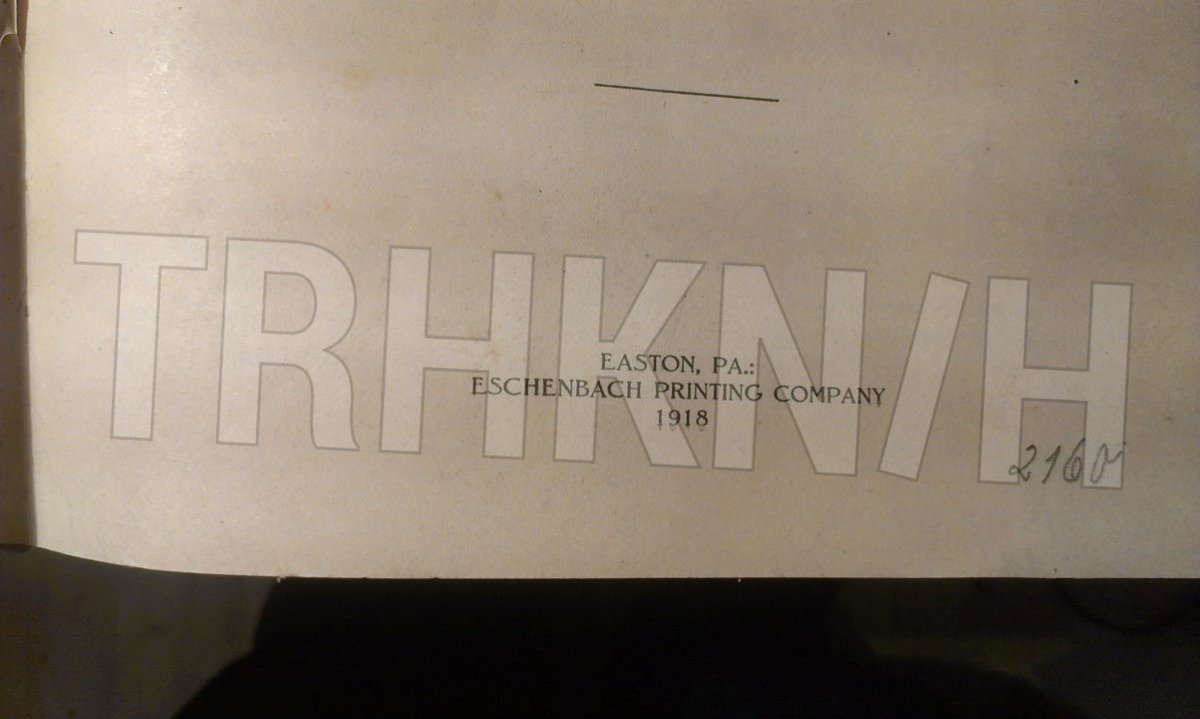 TRHKN/H
EASTON, PA.:
ESCHENBACH PRINTING COMPANY
1918
2160